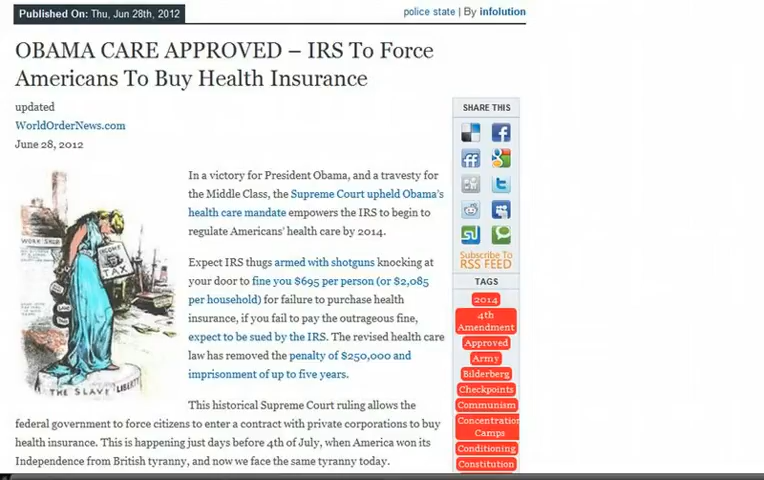 Published On: Thu, Jun 28th, 2012
police state | By infolution
OBAMA CARE APPROVED – IRS To Force
Americans To Buy Health Insurance
updated
WorldOrderNews.com
June 28, 2012
In a victory for President Obama, and a travesty for
the Middle Class, the Supreme Court upheld Obama's
health care mandate empowers the IRS to begin to
regulate Americans' health care by 2014.
Expect IRS thugs armed with shotguns knocking at
your door to fine you $695 per person (or $2,085
per household) for failure to purchase health
insurance, if you fail to pay the outrageous fine,
expect to be sued by the IRS. The revised health care
law has removed the penalty of $250,000 and
imprisonment of up to five years.
This historical Supreme Court ruling allows the
federal government to force citizens to enter a contract with private corporations to buy
health insurance. This is happening just days before 4th of July, when America won its
Independence from British tyranny, and now we face the same tyranny today.
WORK SHOP
INCOME
TAX
THE SLAVE LIBERTY
SHARE THIS
Subscribe To
RSS FEED
TAGS
2014
4th
Amendment
Approved
Army
Bilderberg
Checkpoints
Communism
Concentration
Camps
Conditioning
Constitution